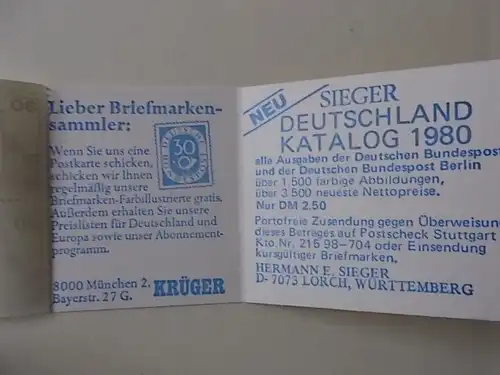 Lieber Briefmarken-
sammler:
Wenn Sie uns eine
Postkarte schicken,
schicken wir Ihnen
regelmäßig unsere
Briefmarken-Farbillustrierte gratis.
Außerdem erhalten Sie unsere
Preislisten für Deutschland und
Europa sowie unser Abonnement-
programm.
30
8000 München 2,
Bayerstr. 27 G. KRÜGER
NEU
SIEGER
DEUTSCHLAND
KATALOG 1980
alle Ausgaben der Deutschen Bundespost
und der Deutschen Bundespost Berlin
über 1.500 farbige Abbildungen,
über 3.500 neueste Nettopreise.
Nur DM 2.50
Portofreie Zusendung gegen Überweisun
dieses Betrages auf Postscheck Stuttgart
Kto.Nr. 215 98-704 oder Einsendung
kursgültiger Briefmarken.
HERMANN E. SIEGER
D-7073 LORCH, WÜRTTEMBERG